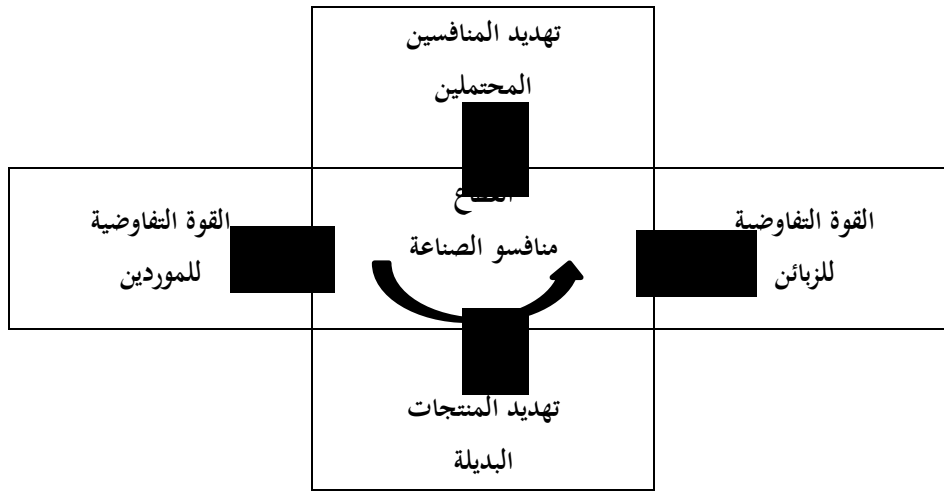 تهديد المنافسين
المحتملين
منافسو الصناعة
القوة التفاوضية
للزبائن
القوة التفاوضية
للموردين
تهديد المنتجات
البديلة